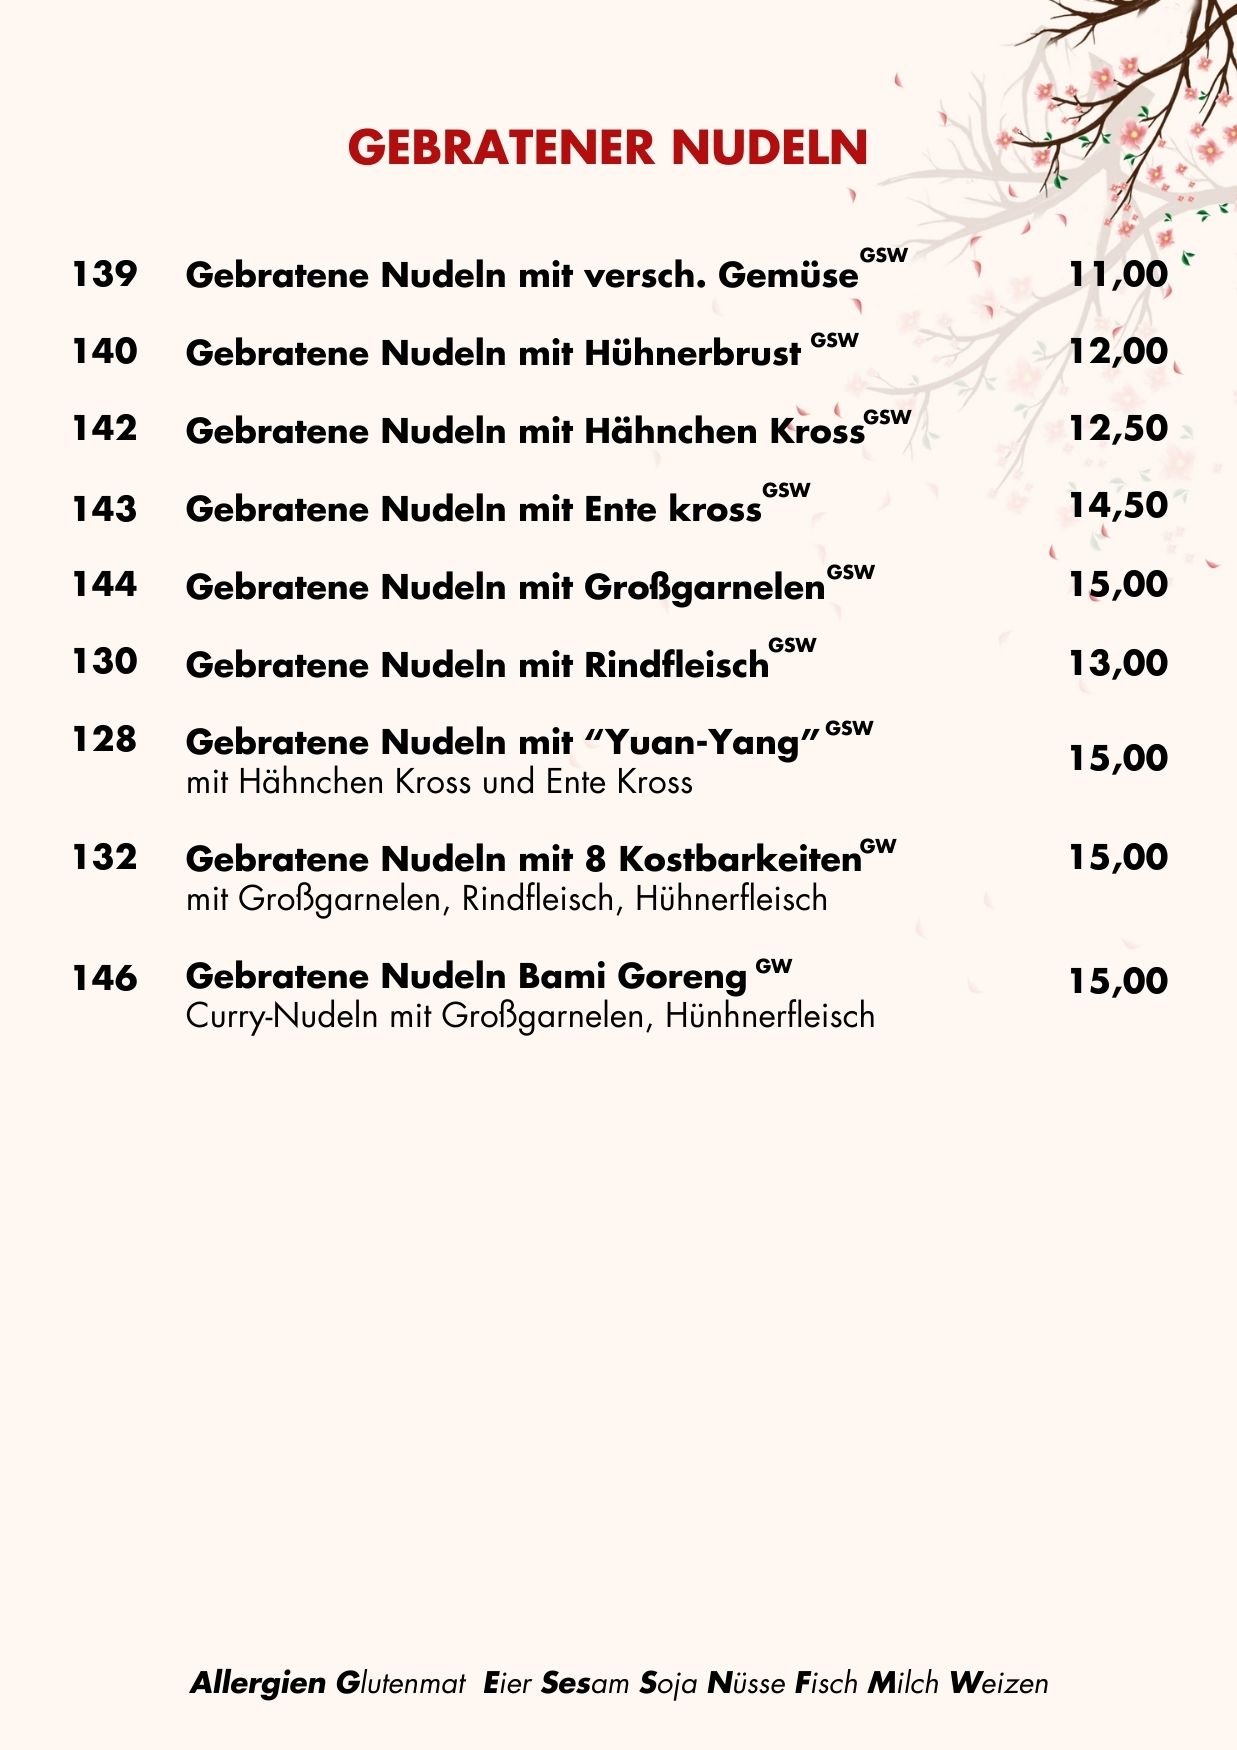 GEBRATENER NUDELN
139 Gebratene Nudeln mit versch. Gemüse GSW 11,00
140 Gebratene Nudeln mit Hühnerbrust GSW 12,00
142 Gebratene Nudeln mit Hähnchen Kross GSW 12,50
143 Gebratene Nudeln mit Ente kross GSW 14,50
144 Gebratene Nudeln mit Großgarnelen GSW 15,00
130 Gebratene Nudeln mit Rindfleisch GSW 13,00
128 Gebratene Nudeln mit “Yuan-Yang” GSW 15,00
mit Hähnchen Kross und Ente Kross
132 Gebratene Nudeln mit 8 Kostbarkeiten GW 15,00
mit Großgarnelen, Rindfleisch, Hühnerfleisch
146 Gebratene Nudeln Bami Goreng GW 15,00
Curry-Nudeln mit Großgarnelen, Hünhnerfleisch
Allergien Glutenmat Eier Sesam Soja Nüsse Fisch Milch Weizen